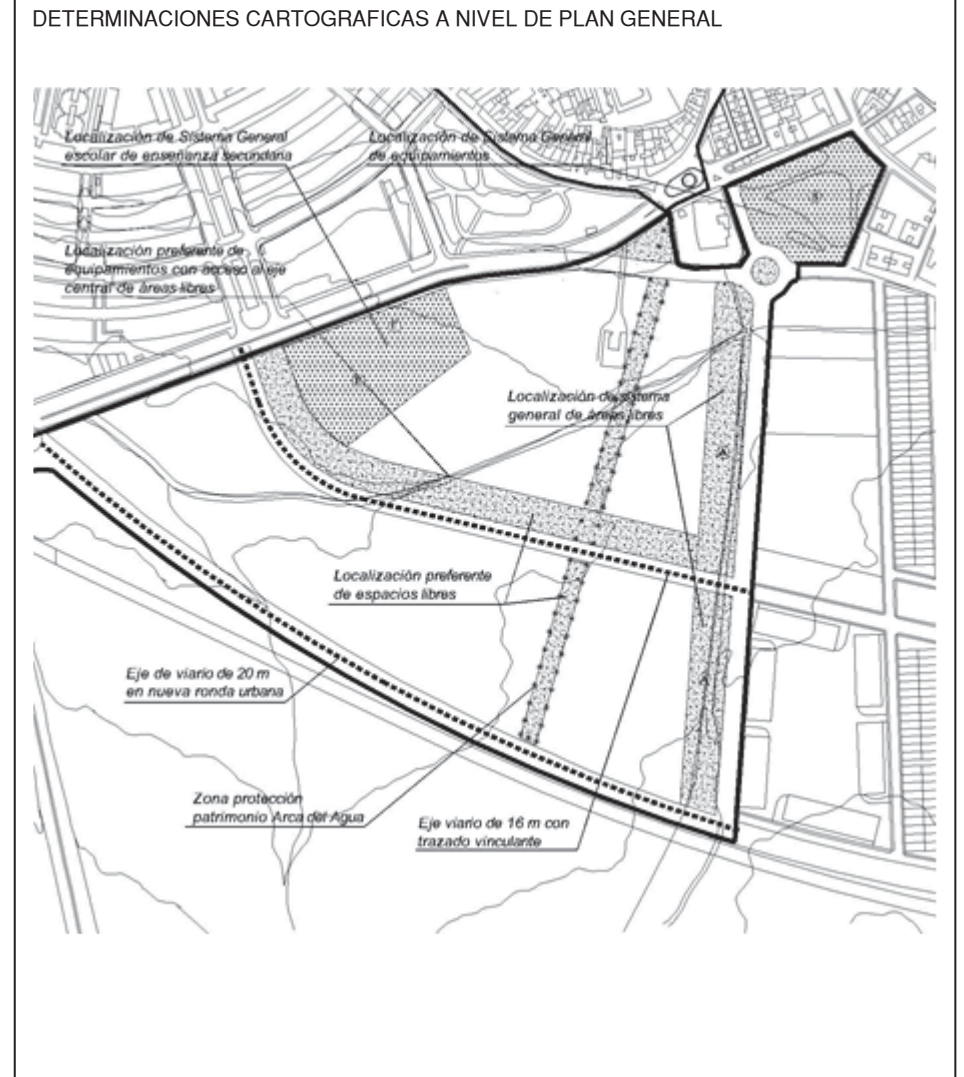 DETERMINACIONES CARTOGRAFICAS A NIVEL DE PLAN GENERAL
Localización de Sistema General
escolar de enseñanza secundaria
Localización de Sistema General
de equipamientos
Localización preferente de
equipamientos con acceso al eje
central de áreas libres
Localización de sistema
general de áreas libres
Localización preferente
de espacios libres
Eje de viario de 20 m
en nueva ronda urbana
Zona protección
patrimonio Arca del Agua
Eje viario de 16 m con
trazado vinculante